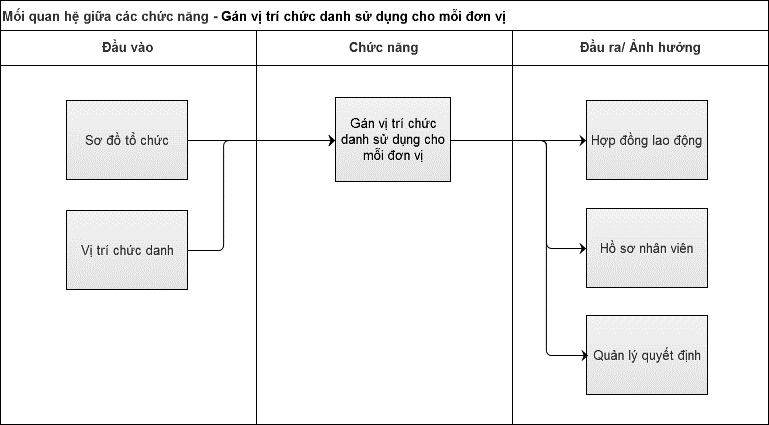 Mối quan hệ giữa các chức năng - Gán vị trí chức danh sử dụng cho mỗi đơn vị
Đầu vào
Chức năng
Đầu ra/ Ảnh hưởng
Sơ đồ tổ chức
Vị trí chức danh
Gán vị trí chức
danh sử dụng cho
mỗi đơn vị
Hợp đồng lao động
Hồ sơ nhân viên
Quản lý quyết định